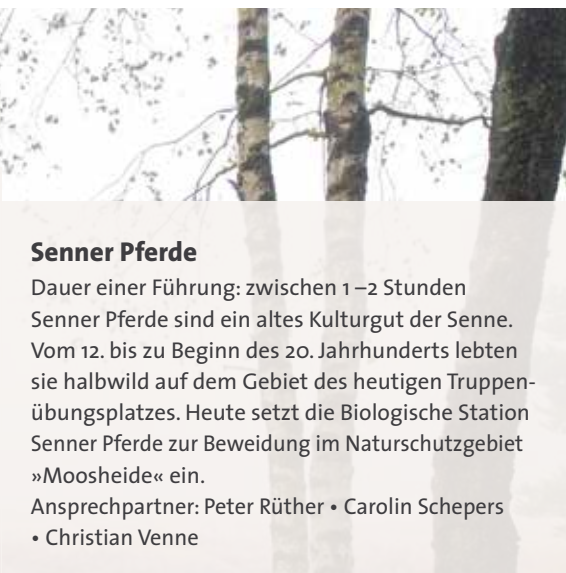 Senner Pferde
Dauer einer Führung: zwischen 1–2 Stunden
Senner Pferde sind ein altes Kulturgut der Senne.
Vom 12. bis zu Beginn des 20. Jahrhunderts lebten
sie halbwild auf dem Gebiet des heutigen Truppen-
übungsplatzes. Heute setzt die Biologische Station
Senner Pferde zur Beweidung im Naturschutzgebiet
»Moosheide« ein.
Ansprechpartner: Peter Rüther • Carolin Schepers
• Christian Venne